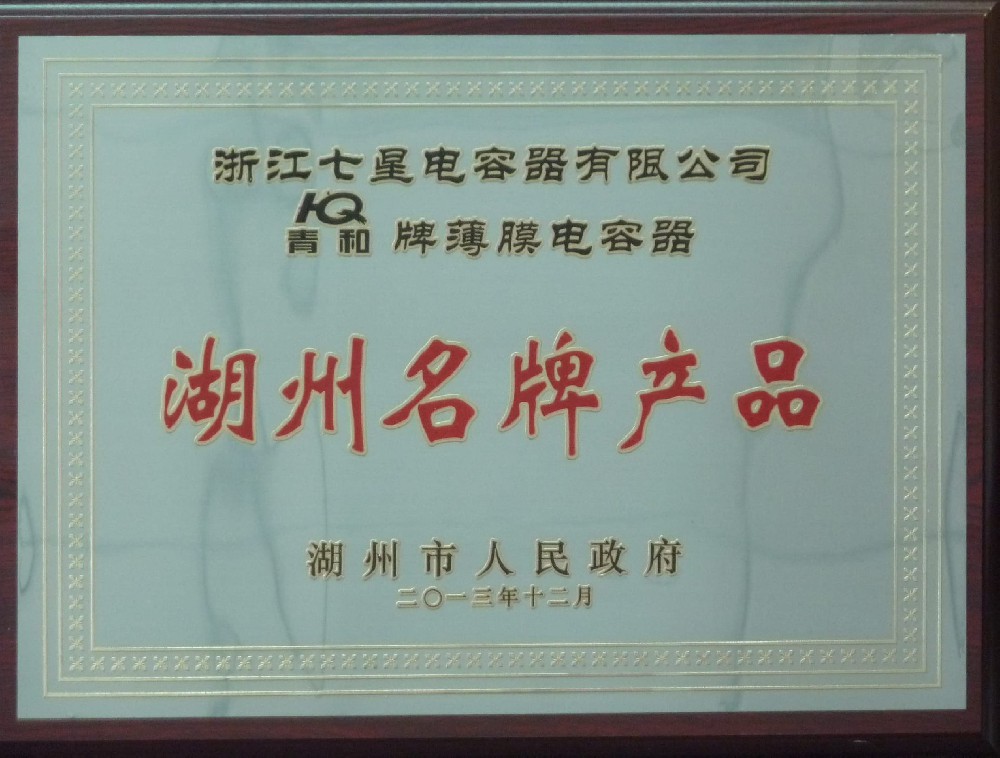 浙江七星电容器有限公司
HQ
青和 牌薄膜电容器
湖州名牌产品
湖州市人民政府
二〇一三年十二月